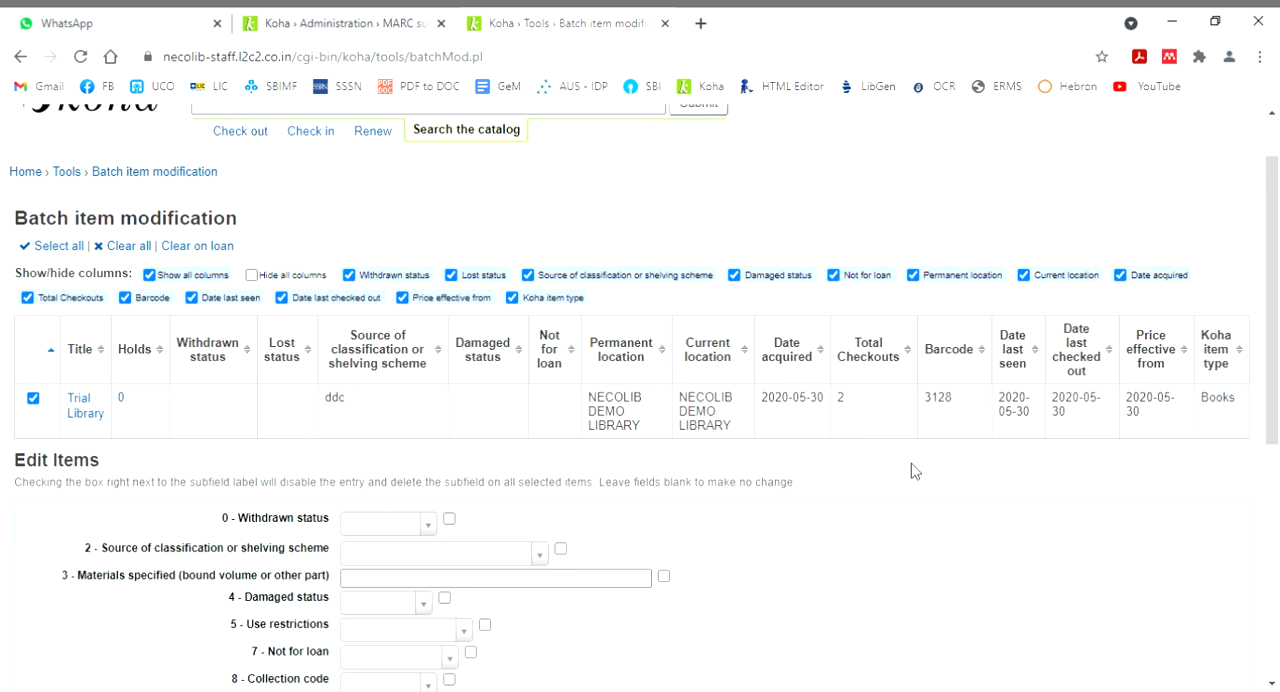 WhatsApp
Koha › Administration › MARC su
Koha › Tools › Batch item modif
necolib-staff.l2c2.co.in/cgi-bin/koha/tools/batchMod.pl
Gmail FB UCO LIC SBIMF SSSN PDF to DOC GeM AUS - IDP SBI Koha HTML Editor LibGen OCR ERMS Hebron YouTube
koha Submit
Check out Check in Renew Search the catalog
Home › Tools › Batch item modification
Batch item modification
Select all | Clear all | Clear on loan
Show/hide columns: Show all columns Hide all columns Withdrawn status Lost status Source of classification or shelving scheme Damaged status Not for loan Permanent location Current location Date acquired
Total Checkouts Barcode Date last seen Date last checked out Price effective from Koha item type
Title Holds Withdrawn status Lost status Source of classification or shelving scheme Damaged status Not for loan Permanent location Current location Date acquired Total Checkouts Barcode Date last seen Date last checked out Price effective from Koha item type
Trial Library 0 ddc NECOLIB DEMO LIBRARY NECOLIB DEMO LIBRARY 2020-05-30 2 3128 2020-05-30 2020-05-30 2020-05-30 Books
Edit Items
Checking the box right next to the subfield label will disable the entry and delete the subfield on all selected items. Leave fields blank to make no change
0 - Withdrawn status
2 - Source of classification or shelving scheme
3 - Materials specified (bound volume or other part)
4 - Damaged status
5 - Use restrictions
7 - Not for loan
8 - Collection code